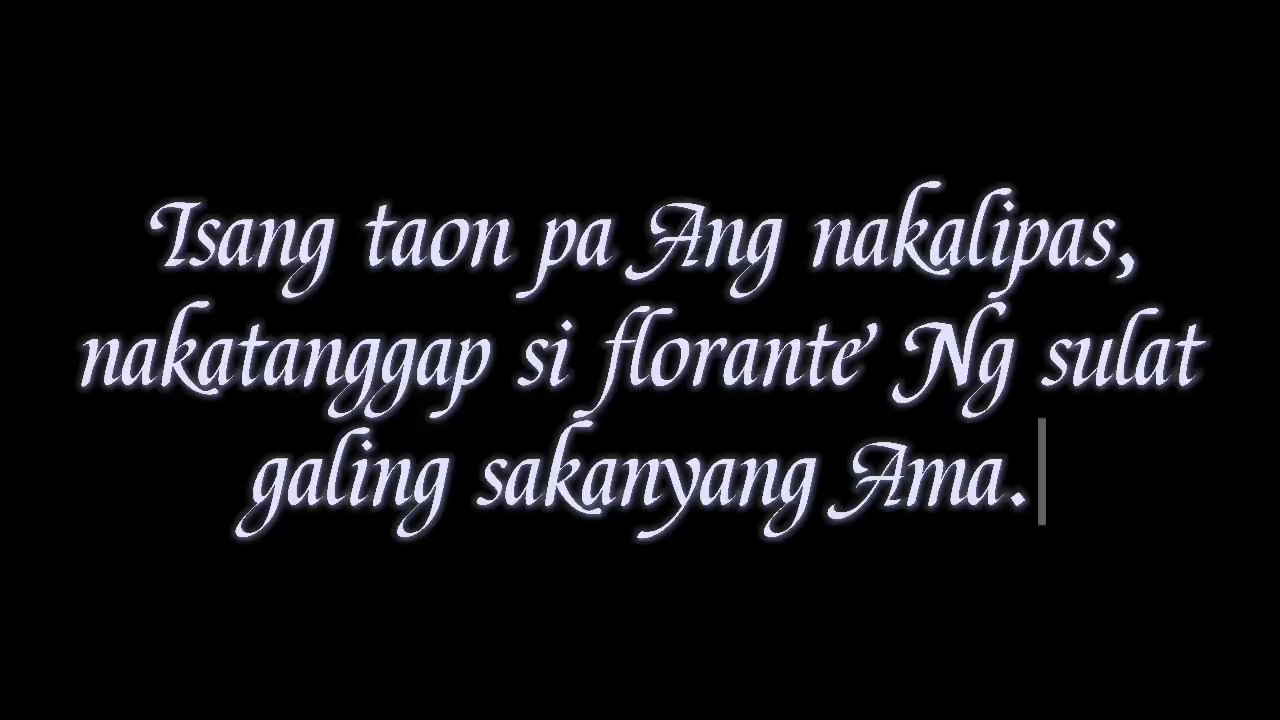 Isang taon pa Ang nakalipas,
nakatanggap si florante Ng sulat
galing sakanyang Ama.